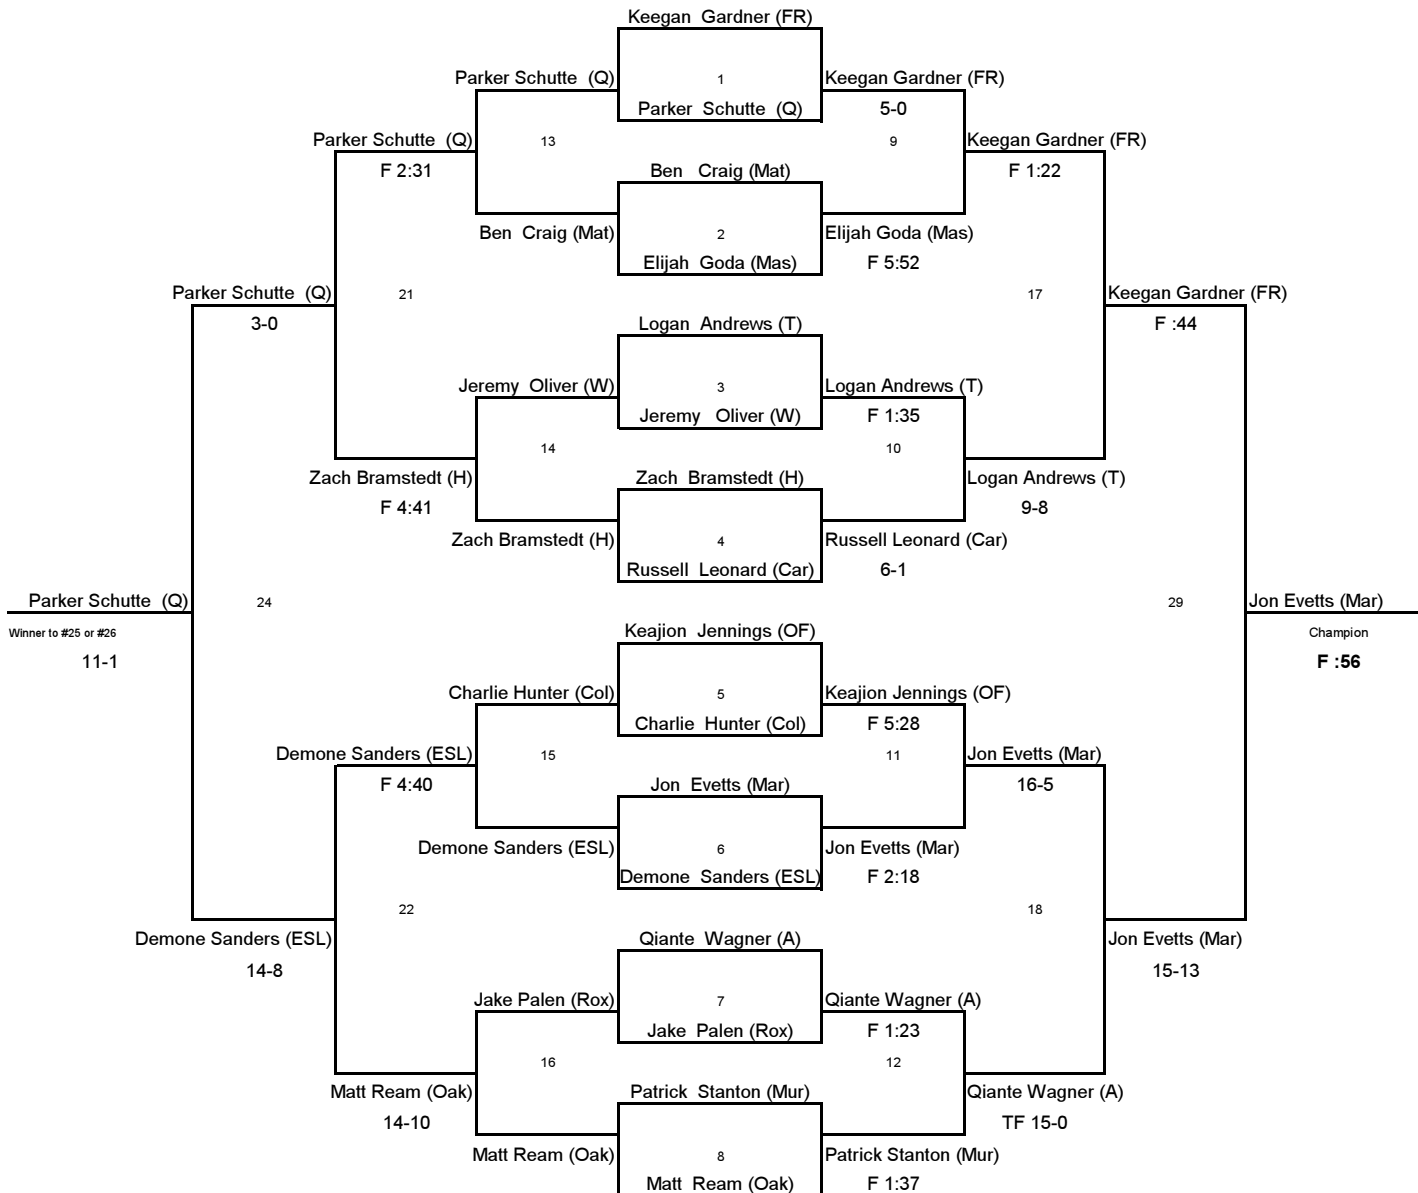 Keegan Gardner (FR)
Parker Schutte (Q)
1
Keegan Gardner (FR)
Parker Schutte (Q)
5-0
Parker Schutte (Q)
13
9
Keegan Gardner (FR)
F 2:31
Ben Craig (Mat)
F 1:22
Ben Craig (Mat)
2
Elijah Goda (Mas)
Elijah Goda (Mas)
F 5:52
Parker Schutte (Q)
21
17
Keegan Gardner (FR)
3-0
Logan Andrews (T)
F :44
Jeremy Oliver (W)
3
Logan Andrews (T)
Jeremy Oliver (W)
F 1:35
14
10
Zach Bramstedt (H)
Zach Bramstedt (H)
Logan Andrews (T)
F 4:41
9-8
Zach Bramstedt (H)
4
Russell Leonard (Car)
Russell Leonard (Car)
6-1
Parker Schutte (Q)
24
29
Jon Evetts (Mar)
Winner to #25 or #26
Keajion Jennings (OF)
Champion
11-1
F :56
Charlie Hunter (Col)
5
Keajion Jennings (OF)
Charlie Hunter (Col)
F 5:28
Demone Sanders (ESL)
15
11
Jon Evetts (Mar)
F 4:40
Jon Evetts (Mar)
16-5
Demone Sanders (ESL)
6
Jon Evetts (Mar)
Demone Sanders (ESL)
F 2:18
22
18
Demone Sanders (ESL)
Qiante Wagner (A)
Jon Evetts (Mar)
14-8
15-13
Jake Palen (Rox)
7
Qiante Wagner (A)
Jake Palen (Rox)
F 1:23
16
12
Matt Ream (Oak)
Patrick Stanton (Mur)
Qiante Wagner (A)
14-10
TF 15-0
Matt Ream (Oak)
8
Patrick Stanton (Mur)
Matt Ream (Oak)
F 1:37